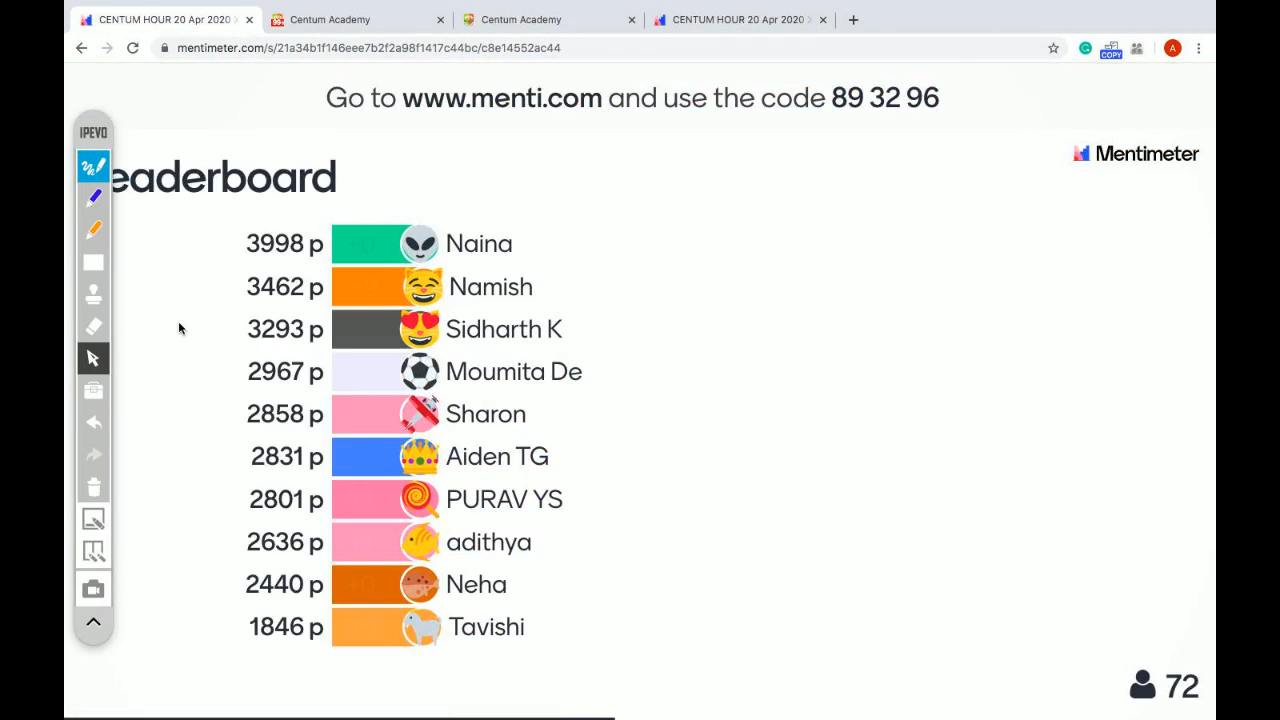 CENTUM HOUR 20 Apr 2020
Centum Academy
Centum Academy
CENTUM HOUR 20 Apr 2020
mentimeter.com/s/21a34b1f146eee7b2f2a98f1417c44bc/c8e14552ac44
COPY
A
Go to www.menti.com and use the code 89 32 96
IPEVO
Mentimeter
eaderboard
3998 p +0 Naina
3462 p Namish
3293 p Sidharth K
2967 p Moumita De
2858 p Sharon
2831 p Aiden TG
2801 p PURAV YS
2636 p adithya
2440 p +0 Neha
1846 p Tavishi
72